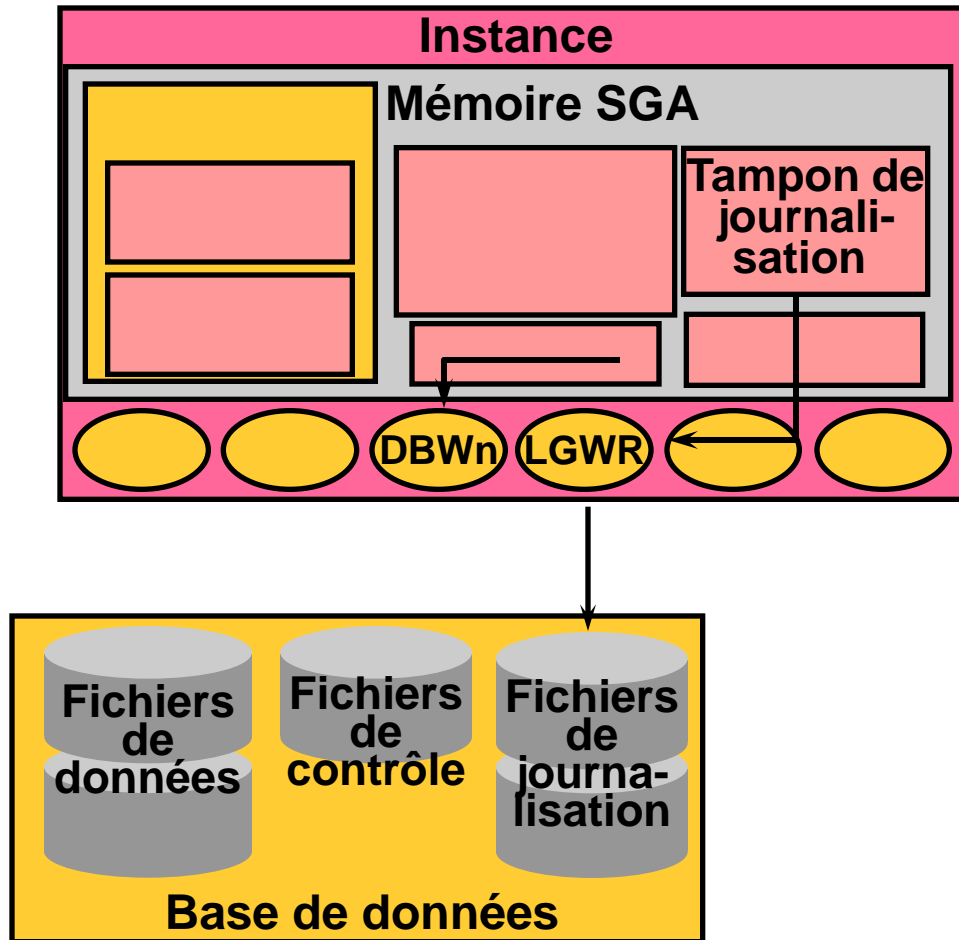 Instance
Mémoire SGA
Tampon de
journali-
sation
DBWn
LGWR
Fichiers
de
données
Fichiers
de
contrôle
Fichiers
de
journa-
lisation
Base de données